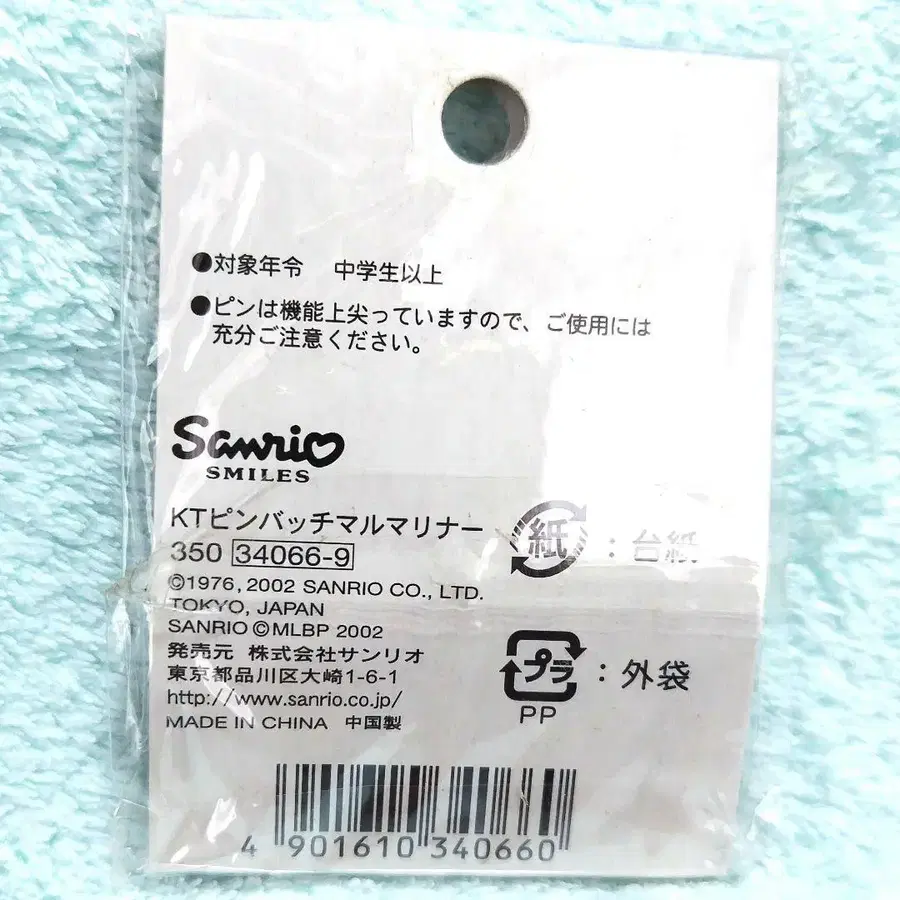 ●対象年令 中学生以上
●ピンは機能上尖っていますので、ご使用には
充分ご注意ください。
Sanrio
SMILES
KTピンバッチマルマリナー
350 34066-9
©1976, 2002 SANRIO CO., LTD.
TOKYO, JAPAN
SANRIO ©MLBP 2002
発売元 株式会社サンリオ
東京都品川区大崎1-6-1
http://www.sanrio.co.jp/
MADE IN CHINA 中国製
紙 : 台紙
プラ : 外袋
PP
4 901610 340660